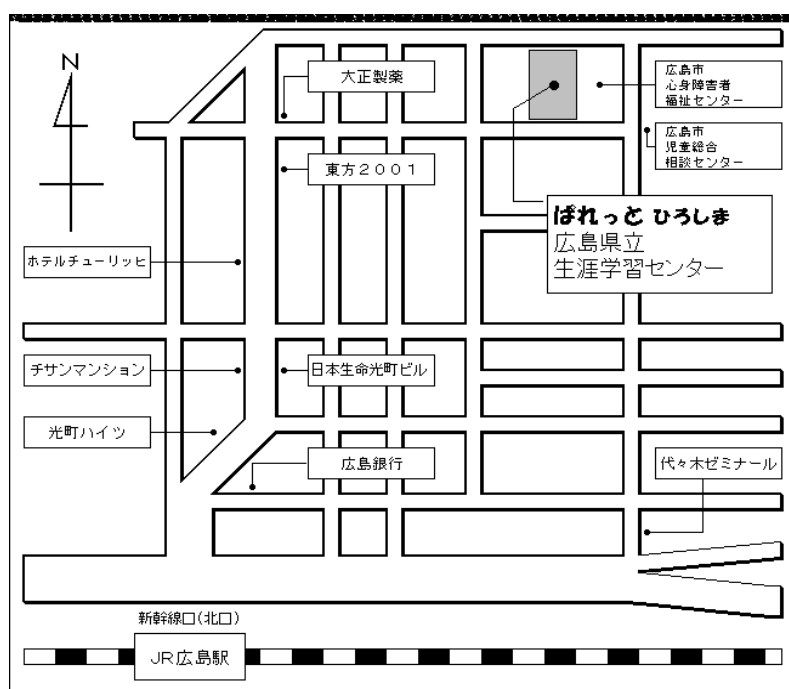 N
大正製薬
広島市
心身障害者
福祉センター
広島市
児童総合
相談センター
東方2001
ぱれっと ひろしま
広島県立
生涯学習センター
ホテルチューリッヒ
チサンマンション
日本生命光町ビル
光町ハイツ
広島銀行
代々木ゼミナール
新幹線口(北口)
JR広島駅